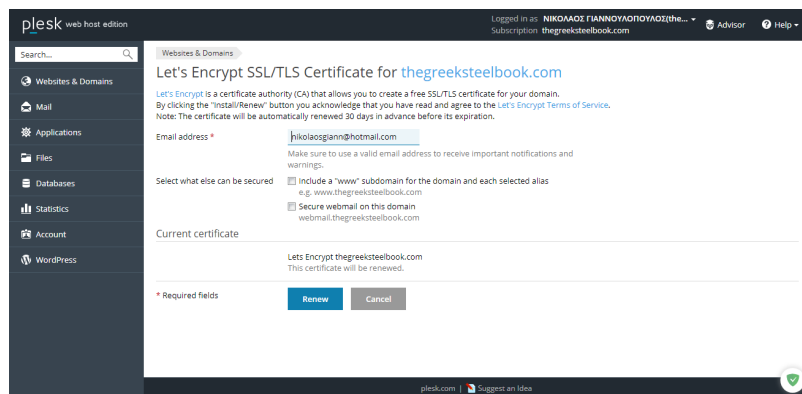 plesk web host edition
Logged in as ΝΙΚΟΛΑΟΣ ΓΙΑΝΝΟΥΛΟΠΟΥΛΟΣ(the...
Subscription thegreeksteelbook.com
Advisor
Help
Search...
Websites & Domains
Mail
Applications
Files
Databases
Statistics
Account
WordPress
Websites & Domains
Let's Encrypt SSL/TLS Certificate for thegreeksteelbook.com
Let's Encrypt is a certificate authority (CA) that allows you to create a free SSL/TLS certificate for your domain.
By clicking the "Install/Renew" button you acknowledge that you have read and agree to the Let's Encrypt Terms of Service.
Note: The certificate will be automatically renewed 30 days in advance before its expiration.
Email address *
nikolaosgiann@hotmail.com
Make sure to use a valid email address to receive important notifications and
warnings.
Select what else can be secured
Include a "www" subdomain for the domain and each selected alias
e.g. www.thegreeksteelbook.com
Secure webmail on this domain
webmail.thegreeksteelbook.com
Current certificate
Lets Encrypt thegreeksteelbook.com
This certificate will be renewed.
* Required fields
Renew
Cancel
plesk.com | Suggest an Idea